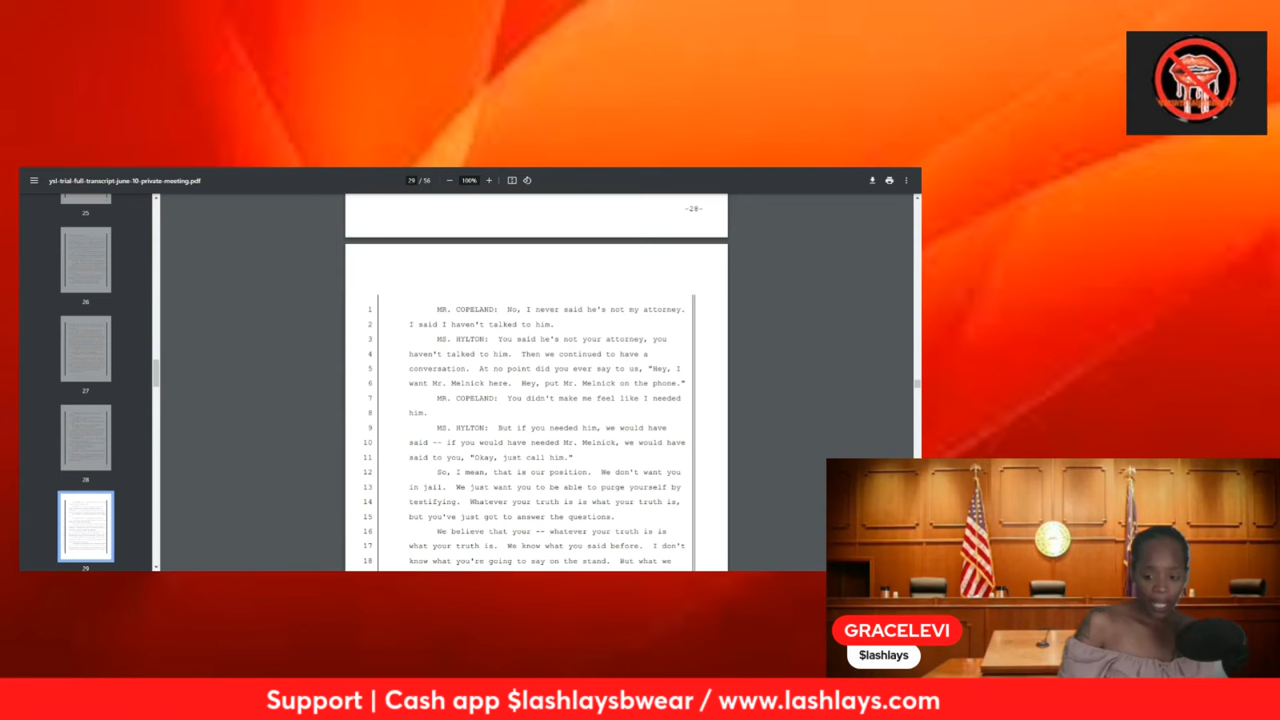 ysl-trial-full-transcript-june-10-private-meeting.pdf
29 / 56
100%
25
26
27
28
29
-28-
1 MR. COPELAND: No, I never said he's not my attorney.
2 I said I haven't talked to him.
3 MS. HYLTON: You said he's not your attorney, you
4 haven't talked to him. Then we continued to have a
5 conversation. At no point did you ever say to us, "Hey, I
6 want Mr. Melnick here. Hey, put Mr. Melnick on the phone."
7 MR. COPELAND: You didn't make me feel like I needed
8 him.
9 MS. HYLTON: But if you needed him, we would have
10 said -- if you would have needed Mr. Melnick, we would have
11 said to you, "Okay, just call him."
12 So, I mean, that is our position. We don't want you
13 in jail. We just want you to be able to purge yourself by
14 testifying. Whatever your truth is is what your truth is,
15 but you've just got to answer the questions.
16 We believe that your -- whatever your truth is is
17 what your truth is. We know what you said before. I don't
18 know what you're going to say on the stand. But what we
GRACELEVI
$lashlays
Support | Cash app $lashlaysbwear / www.lashlays.com